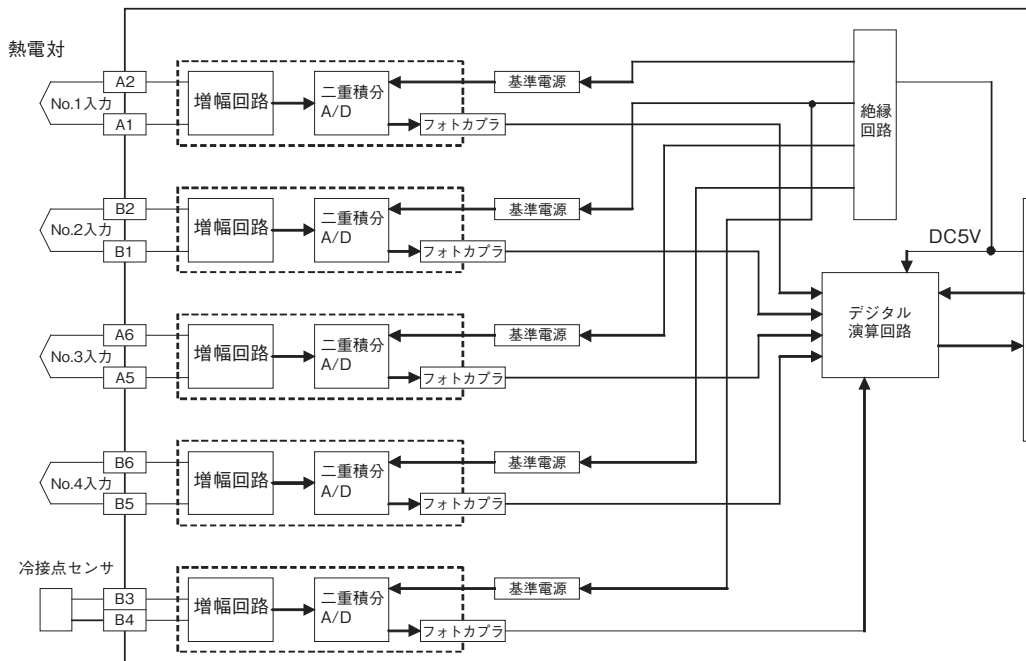 熱電対
A2
No.1入力
A1
増幅回路
二重積分
A/D
フォトカプラ
基準電源
絶縁
回路
B2
No.2入力
B1
増幅回路
二重積分
A/D
フォトカプラ
基準電源
DC5V
デジタル
演算回路
A6
No.3入力
A5
増幅回路
二重積分
A/D
フォトカプラ
基準電源
B6
No.4入力
B5
増幅回路
二重積分
A/D
フォトカプラ
基準電源
冷接点センサ
B3
B4
増幅回路
二重積分
A/D
フォトカプラ
基準電源